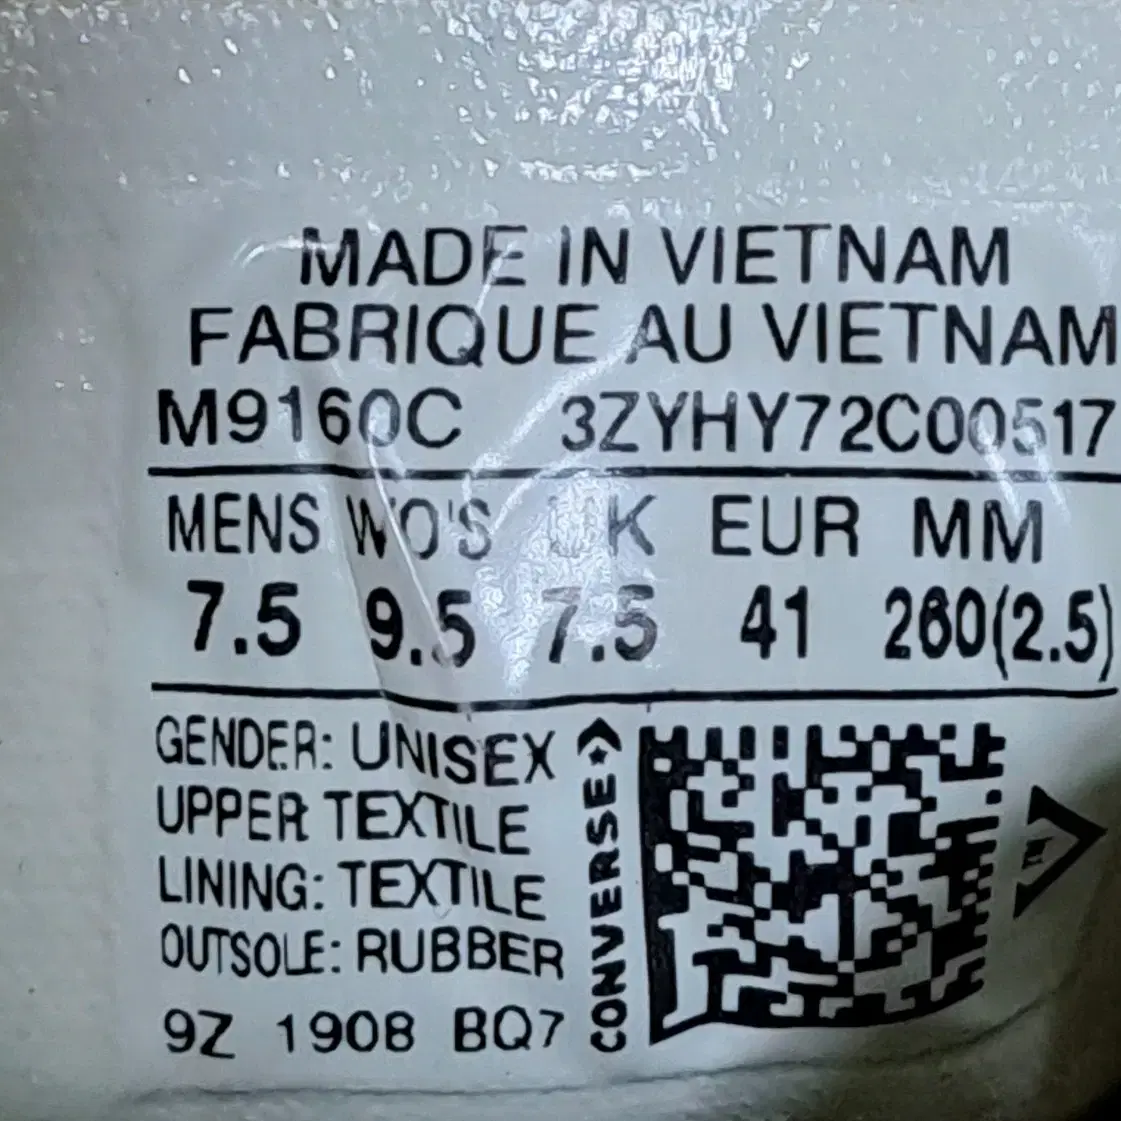 MADE IN VIETNAM
FABRIQUE AU VIETNAM
M9160C 3ZYHY72C00517
MENS WO'S UK EUR MM
7.5 9.5 7.5 41 260(2.5)
GENDER: UNISEX
UPPER TEXTILE
LINING: TEXTILE
OUTSOLE: RUBBER
9Z 1908 BQ7
CONVERSE
TM